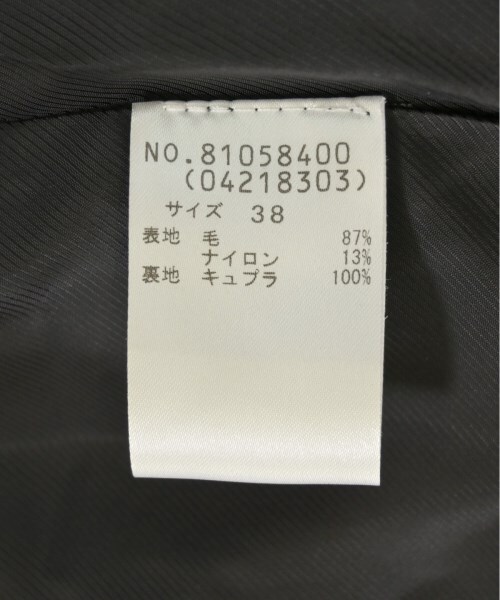 NO.81058400
(04218303)
サイズ 38
表地 毛 87%
ナイロン 13%
裏地 キュプラ 100%